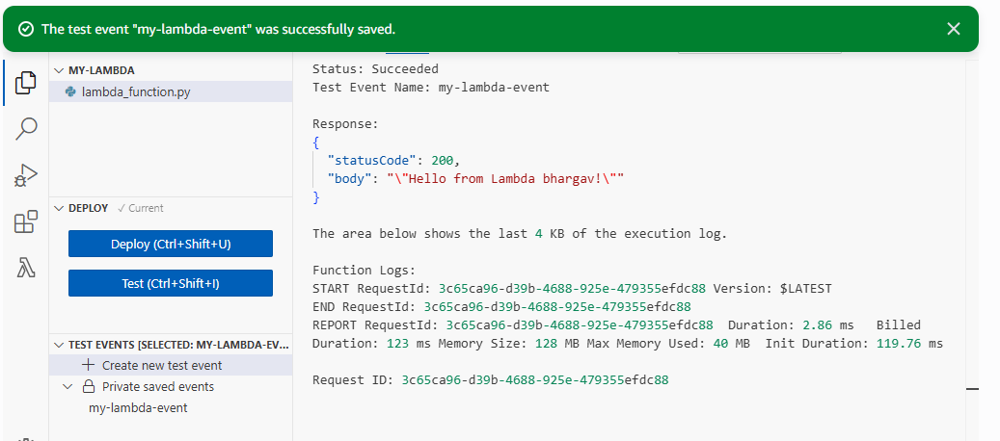 The test event "my-lambda-event" was successfully saved.
MY-LAMBDA
lambda_function.py
DEPLOY ✓ Current
Deploy (Ctrl+Shift+U)
Test (Ctrl+Shift+I)
TEST EVENTS [SELECTED: MY-LAMBDA-EV...
Create new test event
Private saved events
my-lambda-event
Status: Succeeded
Test Event Name: my-lambda-event
Response:
{
"statusCode": 200,
"body": "\"Hello from Lambda bhargav!\""
}
The area below shows the last 4 KB of the execution log.
Function Logs:
START RequestId: 3c65ca96-d39b-4688-925e-479355efdc88 Version: $LATEST
END RequestId: 3c65ca96-d39b-4688-925e-479355efdc88
REPORT RequestId: 3c65ca96-d39b-4688-925e-479355efdc88  Duration: 2.86 ms   Billed
Duration: 123 ms Memory Size: 128 MB Max Memory Used: 40 MB  Init Duration: 119.76 ms
Request ID: 3c65ca96-d39b-4688-925e-479355efdc88